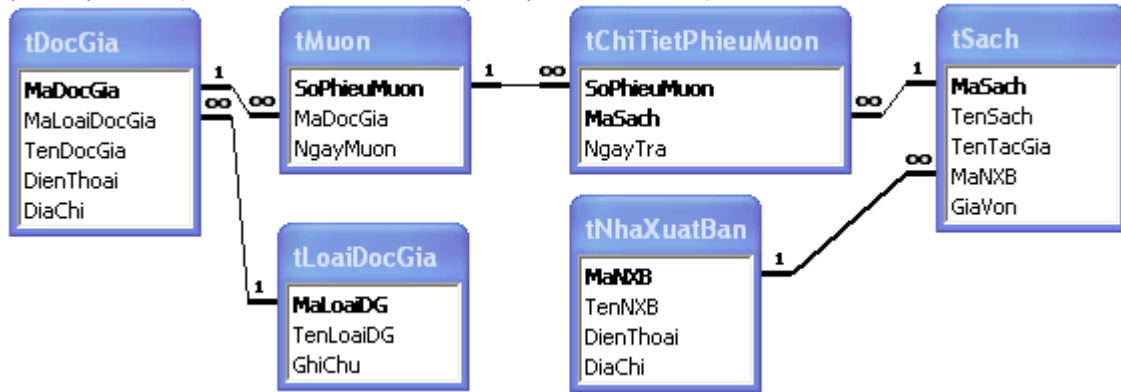 tDocGia
MaDocGia
MaLoaiDocGia
TenDocGia
DienThoai
DiaChi
1
∞
∞
tMuon
SoPhieuMuon
MaDocGia
NgayMuon
1
∞
tChiTietPhieuMuon
SoPhieuMuon
MaSach
NgayTra
1
∞
tSach
MaSach
TenSach
TenTacGia
MaNXB
GiaVon
∞
tLoaiDocGia
MaLoaiDG
TenLoaiDG
GhiChu
1
tNhaXuatBan
MaNXB
TenNXB
DienThoai
DiaChi
1